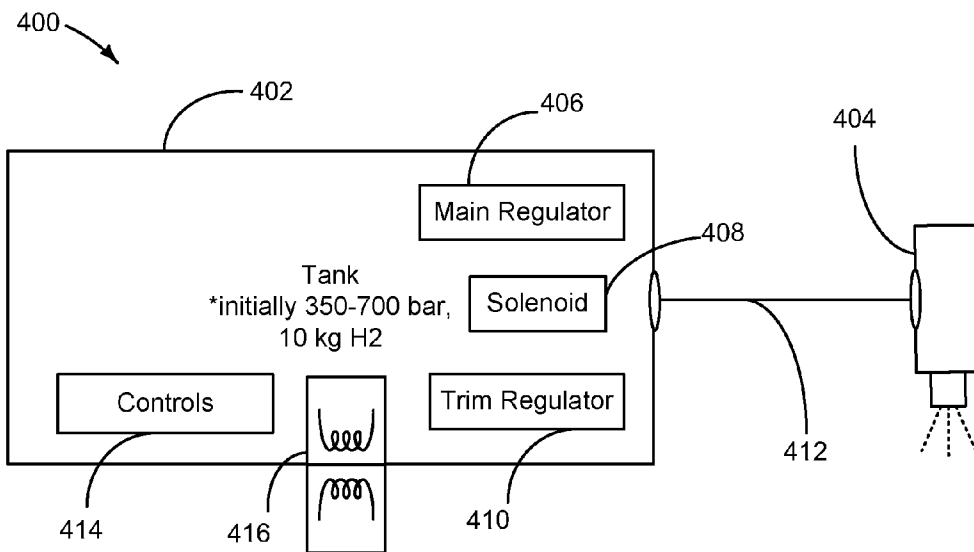 400
402
406
404
Main Regulator
408
Tank
*initially 350-700 bar,
10 kg H2
Solenoid
Controls
Trim Regulator
412
414
416
410